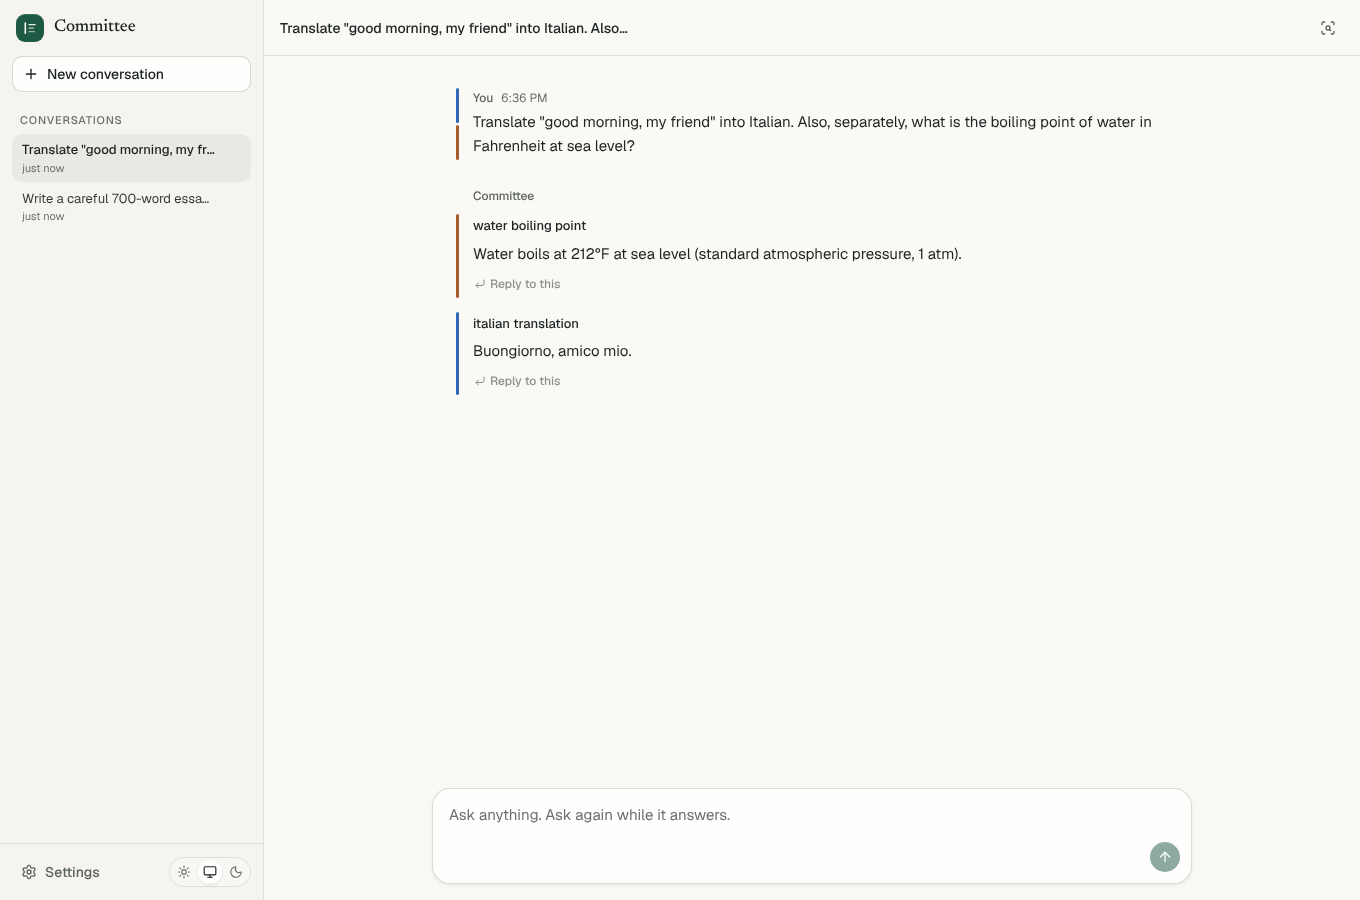 Committee
New conversation
CONVERSATIONS
Translate "good morning, my fr...
just now
Write a careful 700-word essa...
just now
Settings
Translate "good morning, my friend" into Italian. Also...
You 6:36 PM
Translate "good morning, my friend" into Italian. Also, separately, what is the boiling point of water in
Fahrenheit at sea level?
Committee
water boiling point
Water boils at 212°F at sea level (standard atmospheric pressure, 1 atm).
Reply to this
italian translation
Buongiorno, amico mio.
Reply to this
Ask anything. Ask again while it answers.